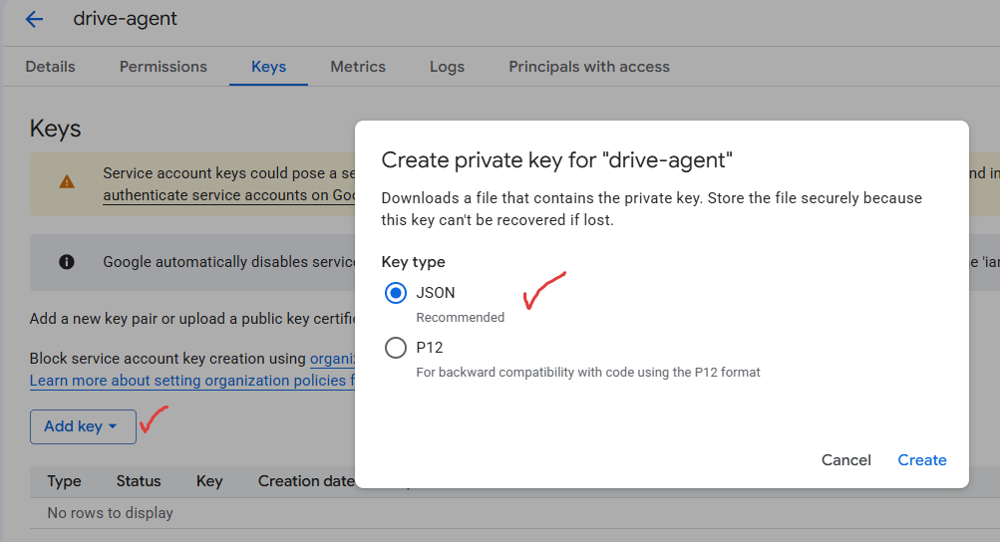 drive-agent
Details Permissions Keys Metrics Logs Principals with access
Keys
Service account keys could pose a se
nd in
authenticate service accounts on Goo
Google automatically disables service
e 'iar
Add a new key pair or upload a public key certific
Block service account key creation using organiz
Learn more about setting organization policies f
Add key
Type Status Key Creation date
No rows to display
Create private key for "drive-agent"
Downloads a file that contains the private key. Store the file securely because
this key can't be recovered if lost.
Key type
JSON
Recommended
P12
For backward compatibility with code using the P12 format
Cancel Create